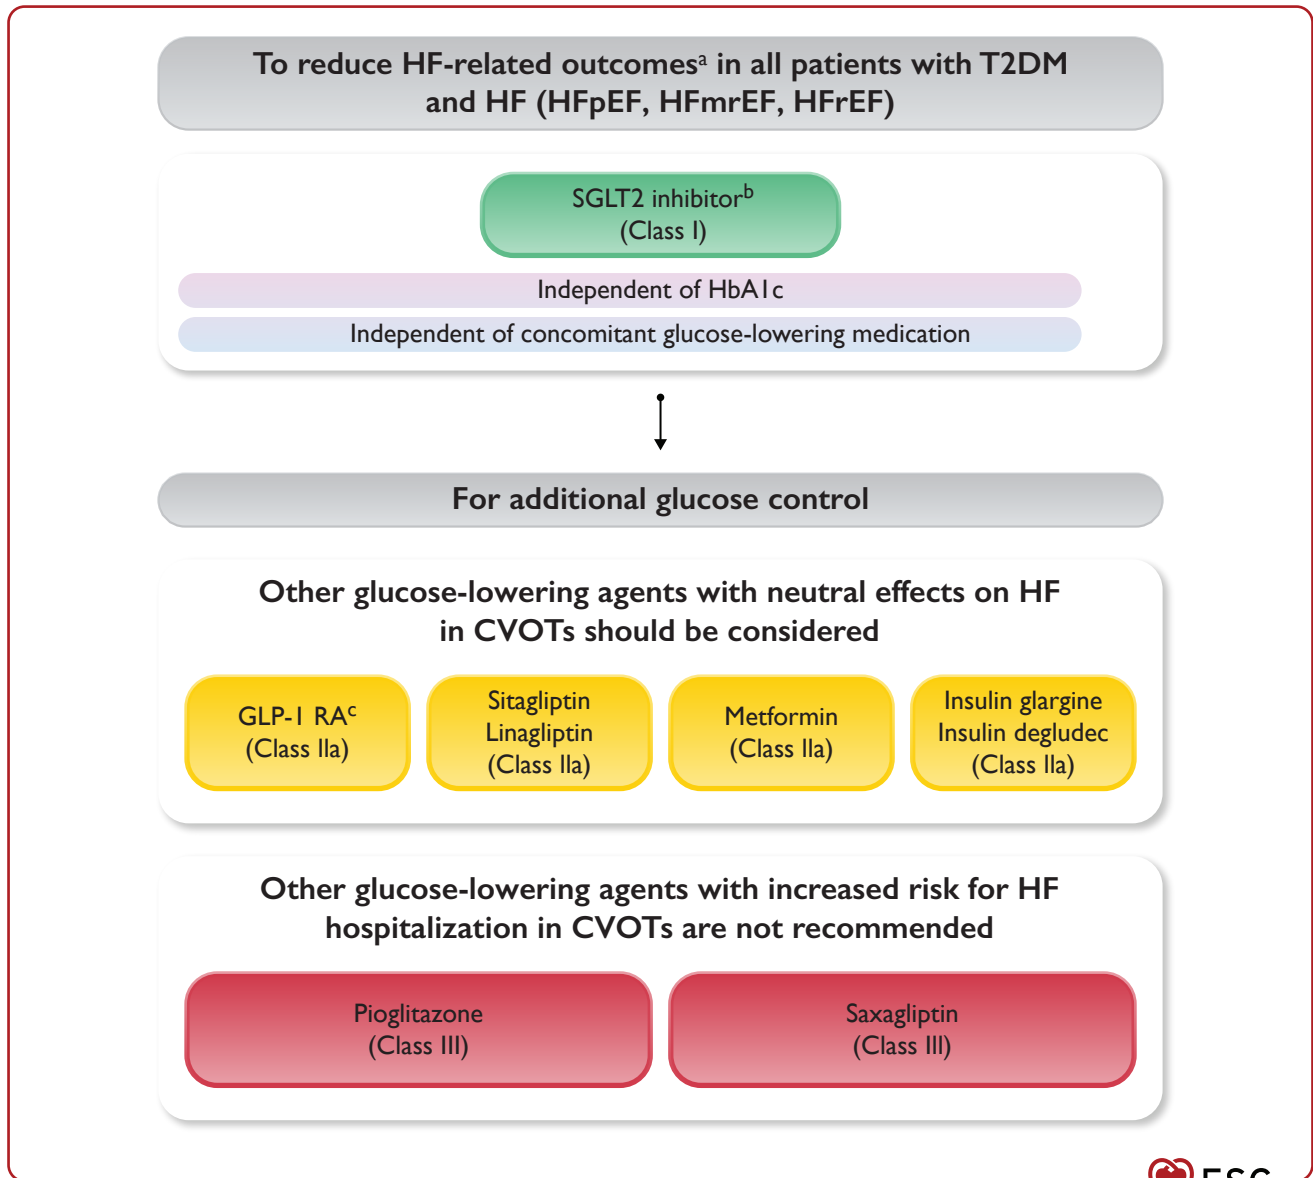 To reduce HF-related outcomesᵃ in all patients with T2DM
and HF (HFpEF, HFmrEF, HFrEF)
SGLT2 inhibitorᵇ
(Class I)
Independent of HbA1c
Independent of concomitant glucose-lowering medication
For additional glucose control
Other glucose-lowering agents with neutral effects on HF
in CVOTs should be considered
GLP-1 RAᶜ
(Class IIa)
Sitagliptin
Linagliptin
(Class IIa)
Metformin
(Class IIa)
Insulin glargine
Insulin degludec
(Class IIa)
Other glucose-lowering agents with increased risk for HF
hospitalization in CVOTs are not recommended
Pioglitazone
(Class III)
Saxagliptin
(Class III)
ESC